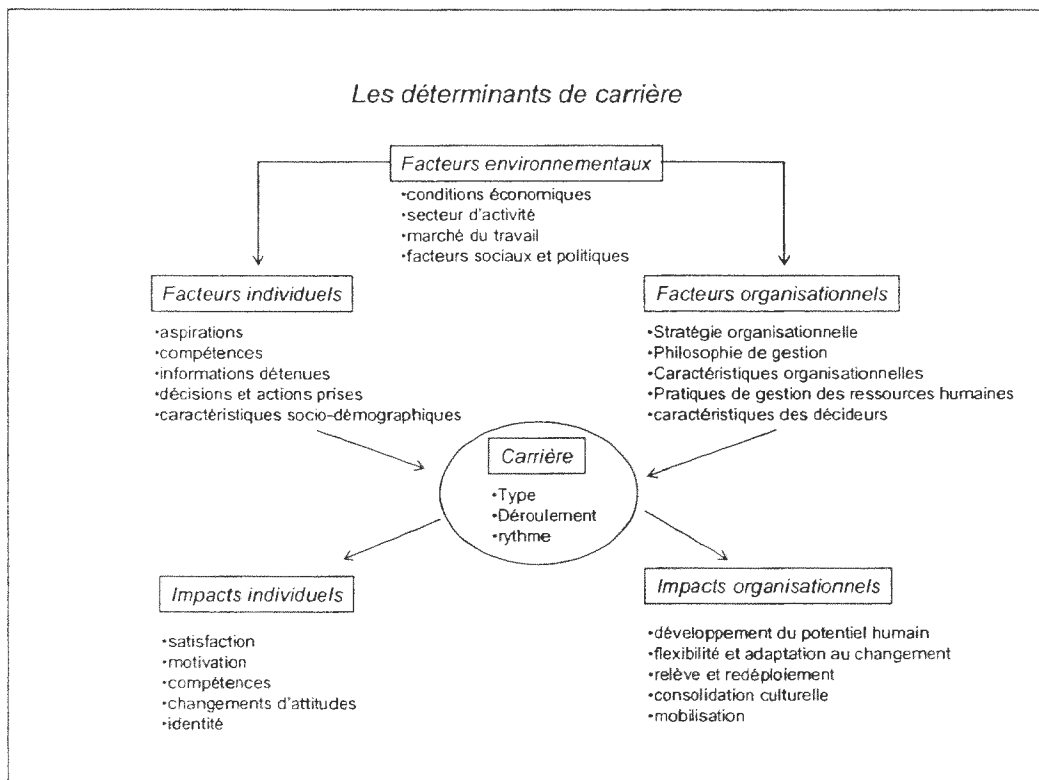 Les déterminants de carrière
Facteurs environnementaux
•conditions économiques
•secteur d'activité
•marché du travail
•facteurs sociaux et politiques
Facteurs individuels
•aspirations
•compétences
•informations détenues
•décisions et actions prises
•caractéristiques socio-démographiques
Facteurs organisationnels
•Stratégie organisationnelle
•Philosophie de gestion
•Caractéristiques organisationnelles
•Pratiques de gestion des ressources humaines
•caractéristiques des décideurs
Carrière
•Type
•Déroulement
•rythme
Impacts individuels
•satisfaction
•motivation
•compétences
•changements d'attitudes
•identité
Impacts organisationnels
•développement du potentiel humain
•flexibilité et adaptation au changement
•relève et redéploiement
•consolidation culturelle
•mobilisation